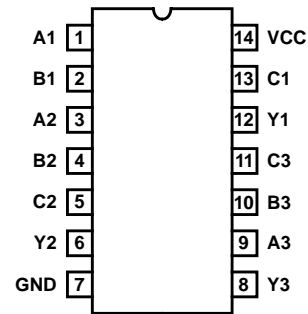 A1 1 14 VCC
B1 2 13 C1
A2 3 12 Y1
B2 4 11 C3
C2 5 10 B3
Y2 6 9 A3
GND 7 8 Y3